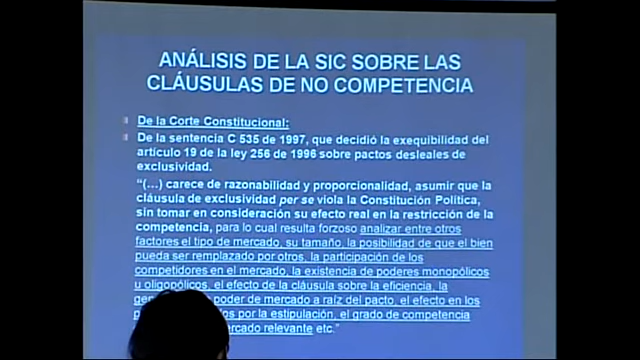 ANÁLISIS DE LA SIC SOBRE LAS
CLÁUSULAS DE NO COMPETENCIA
De la Corte Constitucional:
De la sentencia C 535 de 1997, que decidió la exequibilidad del
artículo 19 de la ley 256 de 1996 sobre pactos desleales de
exclusividad.
“(…) carece de razonabilidad y proporcionalidad, asumir que la
cláusula de exclusividad per se viola la Constitución Política,
sin tomar en consideración su efecto real en la restricción de la
competencia, para lo cual resulta forzoso analizar entre otros
factores el tipo de mercado, su tamaño, la posibilidad de que el bien
pueda ser remplazado por otros, la participación de los
competidores en el mercado, la existencia de poderes monopólicos
u oligopólicos, el efecto de la cláusula sobre la eficiencia, la
poder de mercado a raíz del pacto, el efecto en los
por la estipulación, el grado de competencia
relevante etc.”